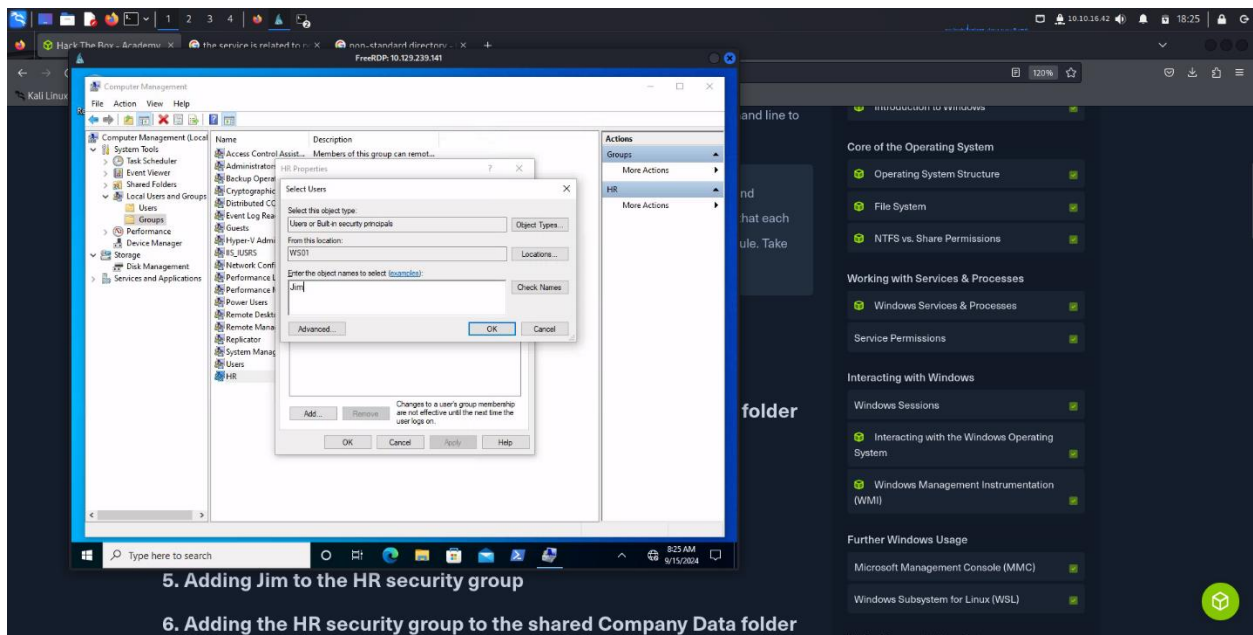 1 2 3 4
10.10.16.42
18:25
Hack The Box - Academy
the service is related to
non-standard directory -
FreeRDP: 10.129.239.141
120%
Kali Linux
Computer Management
File Action View Help
Computer Management (Local
System Tools
Task Scheduler
Event Viewer
Shared Folders
Local Users and Groups
Users
Groups
Performance
Device Manager
Storage
Disk Management
Services and Applications
Name Description
Access Control Assist... Members of this group can remot...
Administrators
Backup Opera
Cryptographic
Distributed CO
Event Log Rea
Guests
Hyper-V Admi
IIS_IUSRS
Network Conf
Performance L
Performance
Power Users
Remote Deskt
Remote Mana
Replicator
System Manag
Users
HR
HR Properties
Select Users
Select this object type:
Users or Built-in security principals
Object Types...
From this location:
WS01
Locations...
Enter the object names to select (examples):
Jim
Check Names
Advanced...
OK
Cancel
Add...
Remove
Changes to a user's group membership
are not effective until the next time the
user logs on.
OK
Cancel
Apply
Help
Actions
Groups
More Actions
HR
More Actions
Type here to search
8:25 AM
9/15/2024
and line to
nd
that each
ule. Take
folder
5. Adding Jim to the HR security group
6. Adding the HR security group to the shared Company Data folder
Introduction to Windows
Core of the Operating System
Operating System Structure
File System
NTFS vs. Share Permissions
Working with Services & Processes
Windows Services & Processes
Service Permissions
Interacting with Windows
Windows Sessions
Interacting with the Windows Operating
System
Windows Management Instrumentation
(WMI)
Further Windows Usage
Microsoft Management Console (MMC)
Windows Subsystem for Linux (WSL)